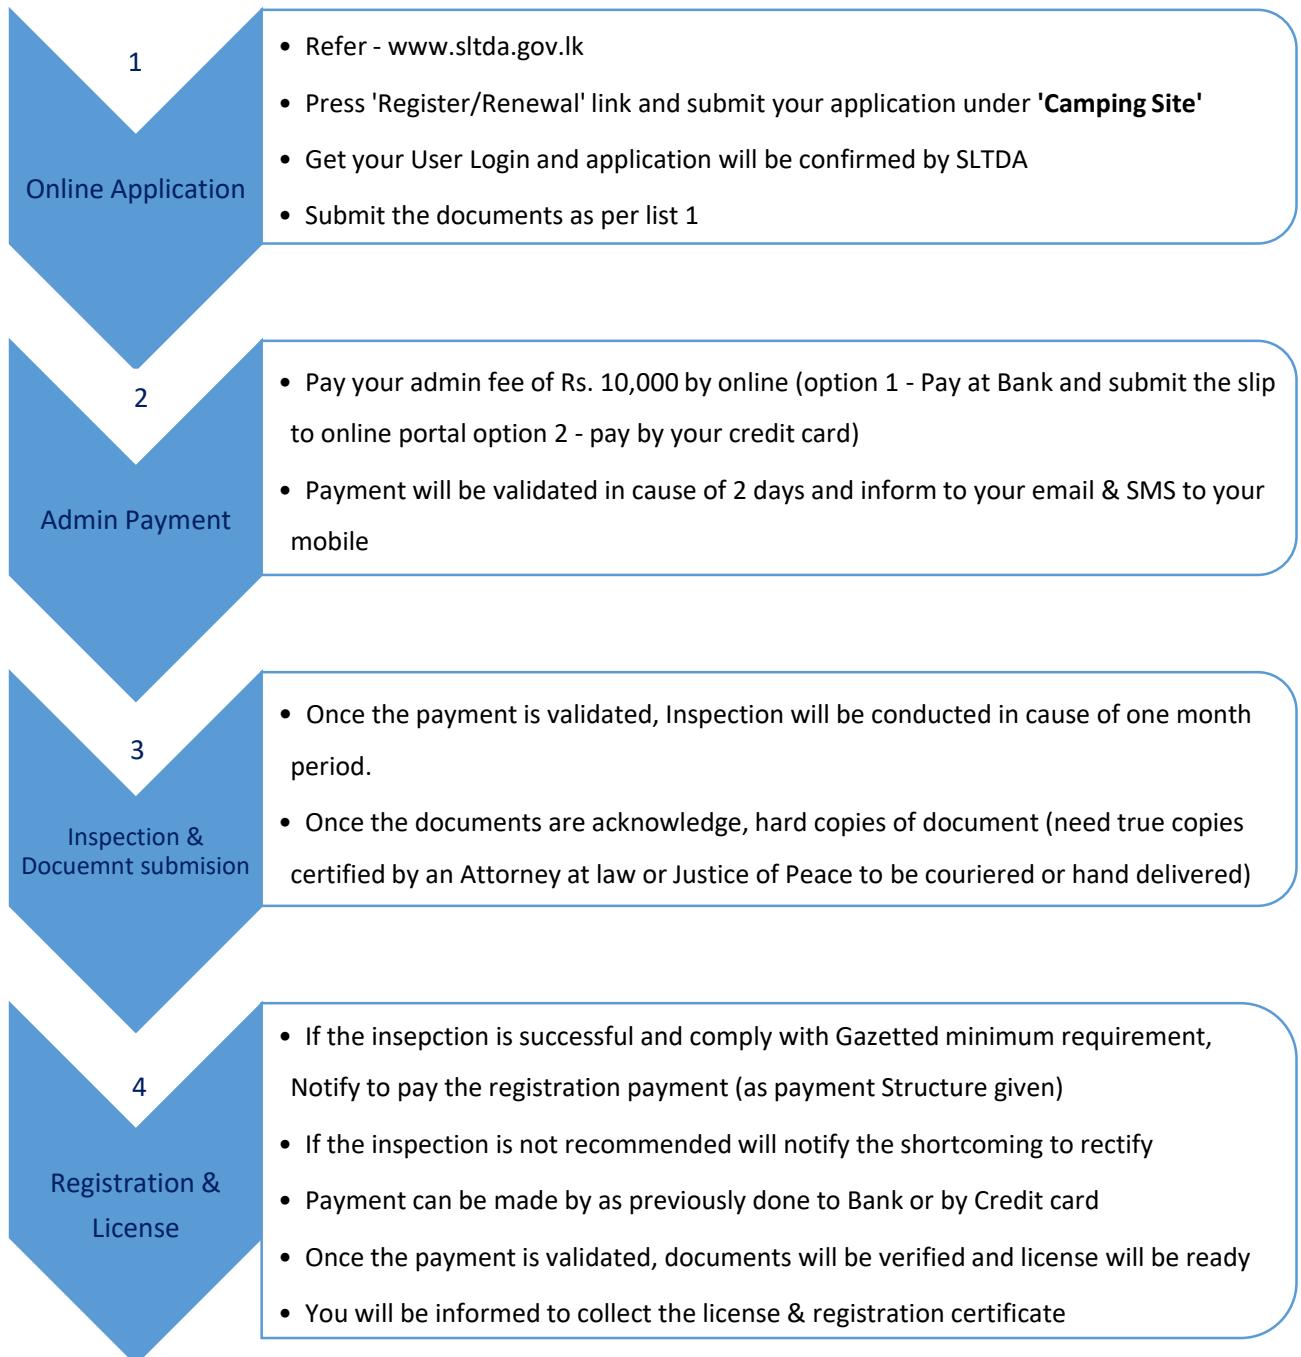 1
Online Application
• Refer - www.sltda.gov.lk
• Press 'Register/Renewal' link and submit your application under 'Camping Site'
• Get your User Login and application will be confirmed by SLTDA
• Submit the documents as per list 1
2
Admin Payment
• Pay your admin fee of Rs. 10,000 by online (option 1 - Pay at Bank and submit the slip
to online portal option 2 - pay by your credit card)
• Payment will be validated in cause of 2 days and inform to your email & SMS to your
mobile
3
Inspection &
Docuemnt submision
• Once the payment is validated, Inspection will be conducted in cause of one month
period.
• Once the documents are acknowledge, hard copies of document (need true copies
certified by an Attorney at law or Justice of Peace to be couriered or hand delivered)
4
Registration &
License
• If the insepction is successful and comply with Gazetted minimum requirement,
Notify to pay the registration payment (as payment Structure given)
• If the inspection is not recommended will notify the shortcoming to rectify
• Payment can be made by as previously done to Bank or by Credit card
• Once the payment is validated, documents will be verified and license will be ready
• You will be informed to collect the license & registration certificate